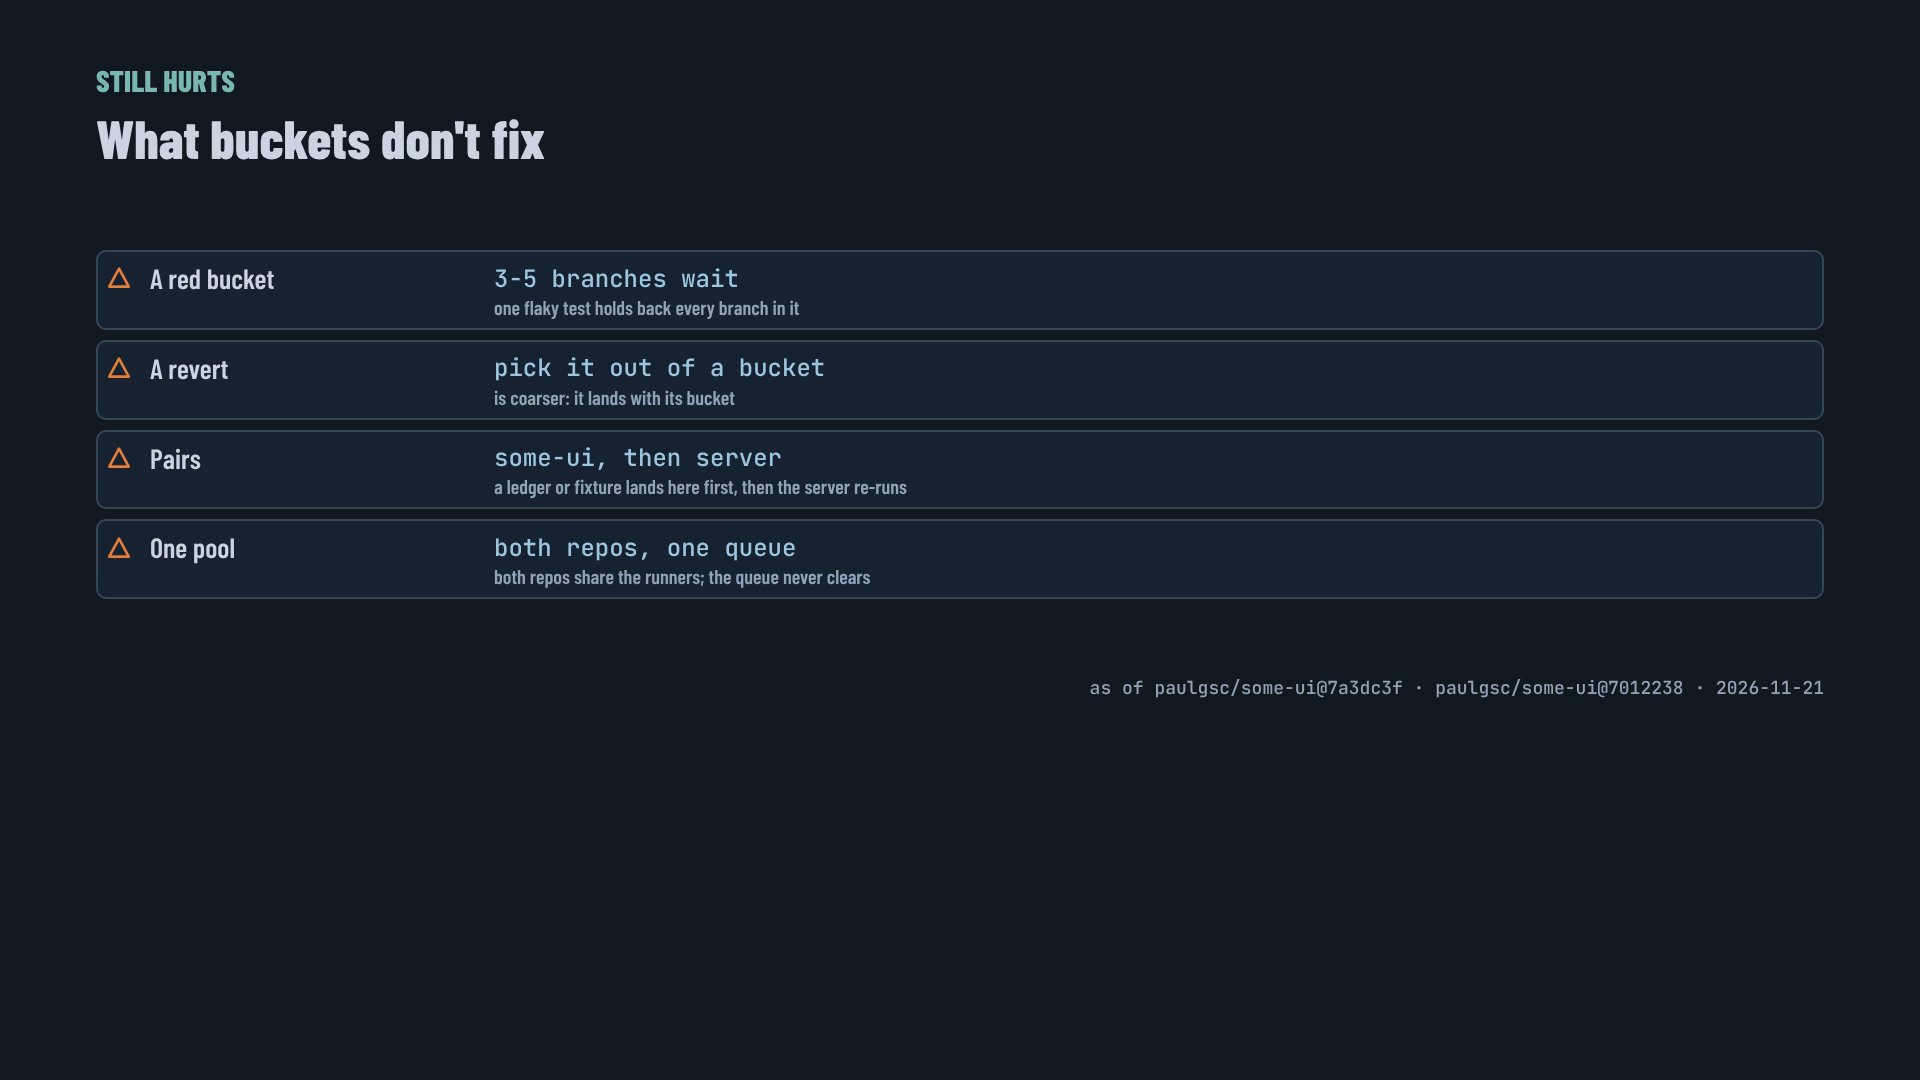 STILL HURTS
What buckets don't fix
A red bucket
3-5 branches wait
one flaky test holds back every branch in it
A revert
pick it out of a bucket
is coarser: it lands with its bucket
Pairs
some-ui, then server
a ledger or fixture lands here first, then the server re-runs
One pool
both repos, one queue
both repos share the runners; the queue never clears
as of paulgsc/some-ui@7a3dc3f · paulgsc/some-ui@7012238 · 2026-11-21